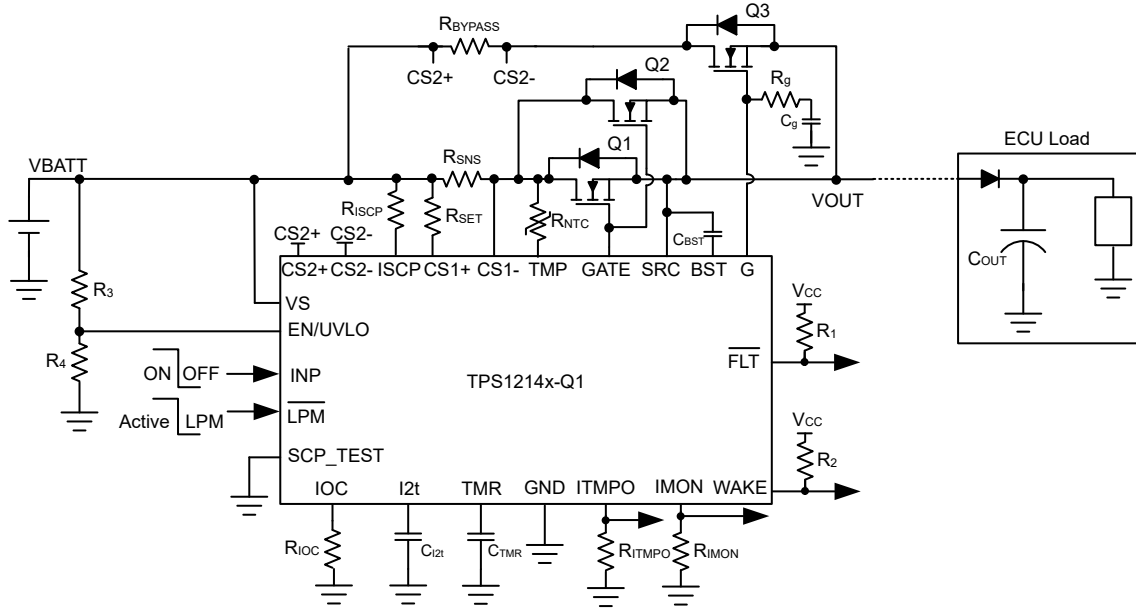 Q3
RBYPASS
CS2+
CS2-
Q2
Rg
Cg
Q1
ECU Load
VBATT
RSNS
VOUT
RISCP
RSET
RNTC
CBST
COUT
CS2+
CS2-
CS2+ CS2- ISCP CS1+ CS1- TMP GATE SRC BST G
R3
VS
EN/UVLO
R4
VCC
R1
FLT
ON OFF
INP
TPS1214x-Q1
Active LPM
LPM
VCC
R2
SCP_TEST
IOC I2t TMR GND ITMPO IMON WAKE
RIOC
CI2t
CTMR
RITMPO
RIMON